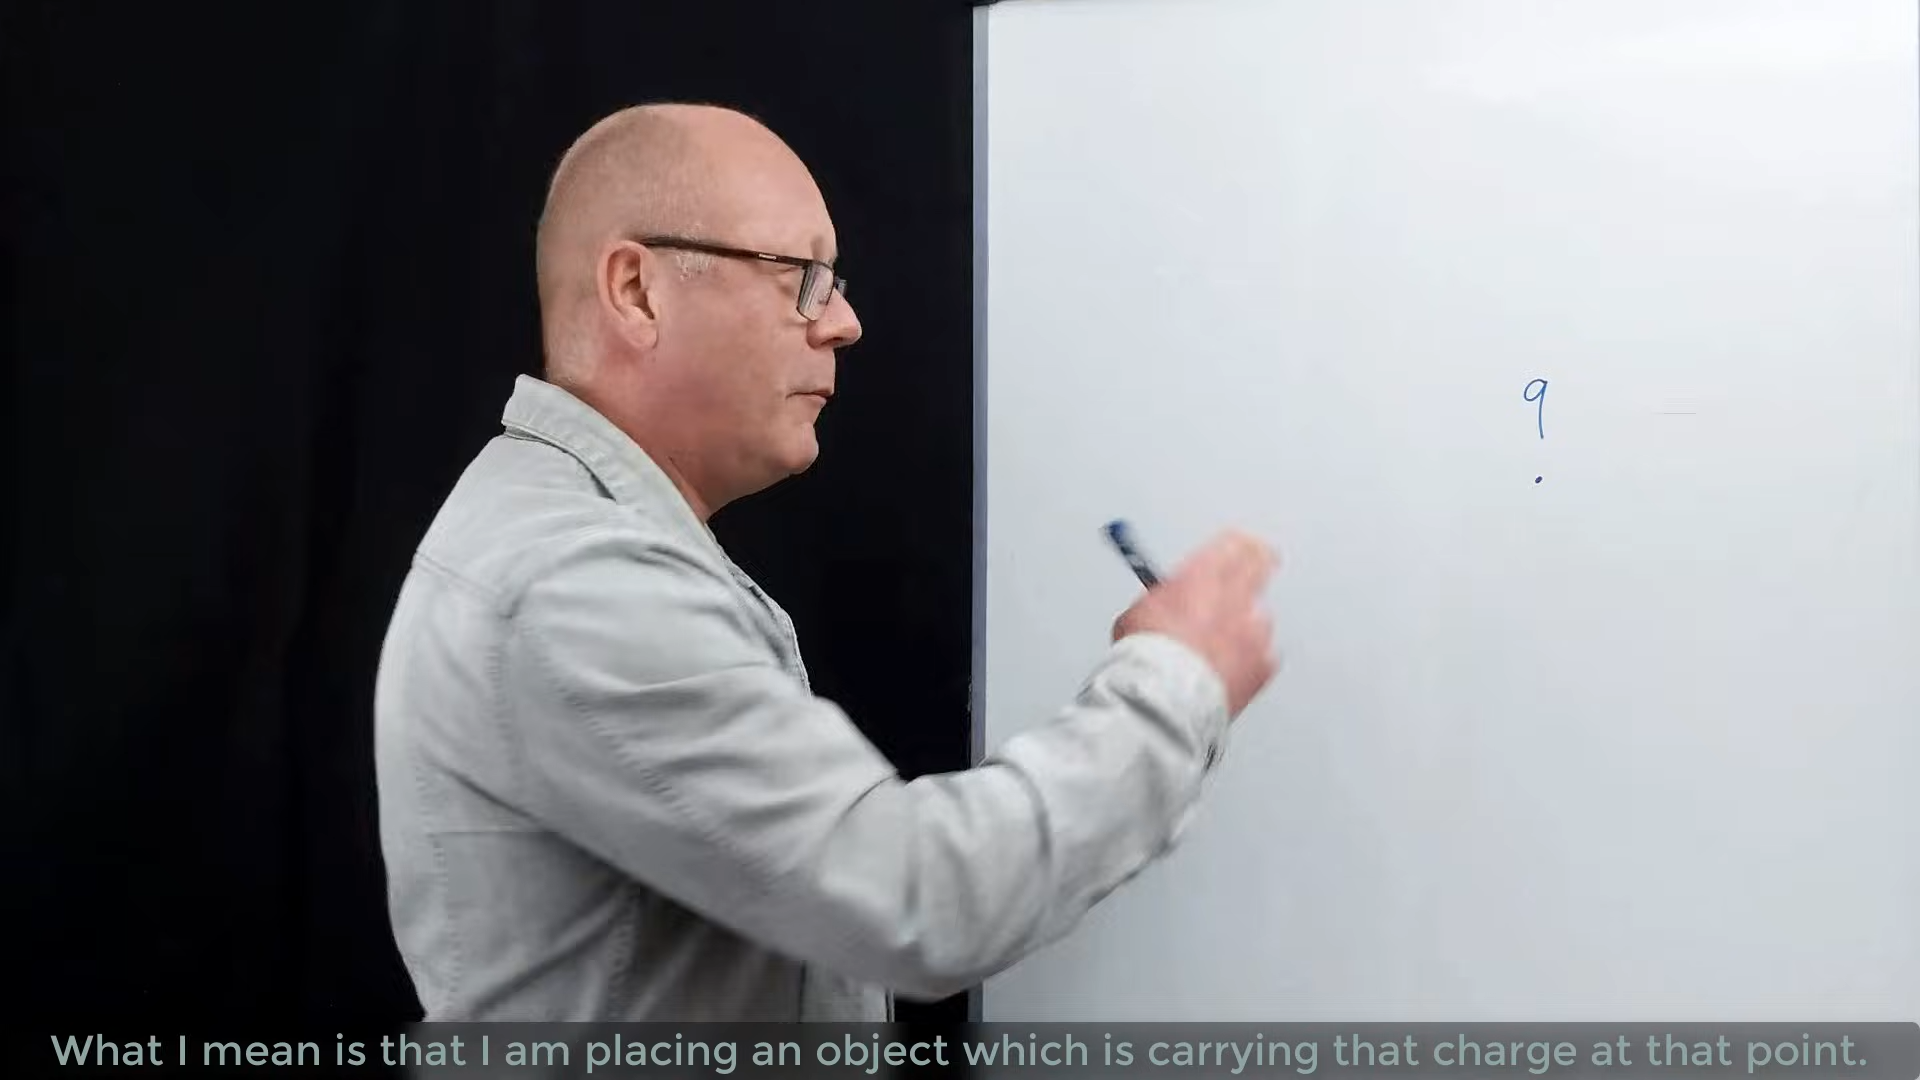 q
What I mean is that I am placing an object which is carrying that charge at that point.